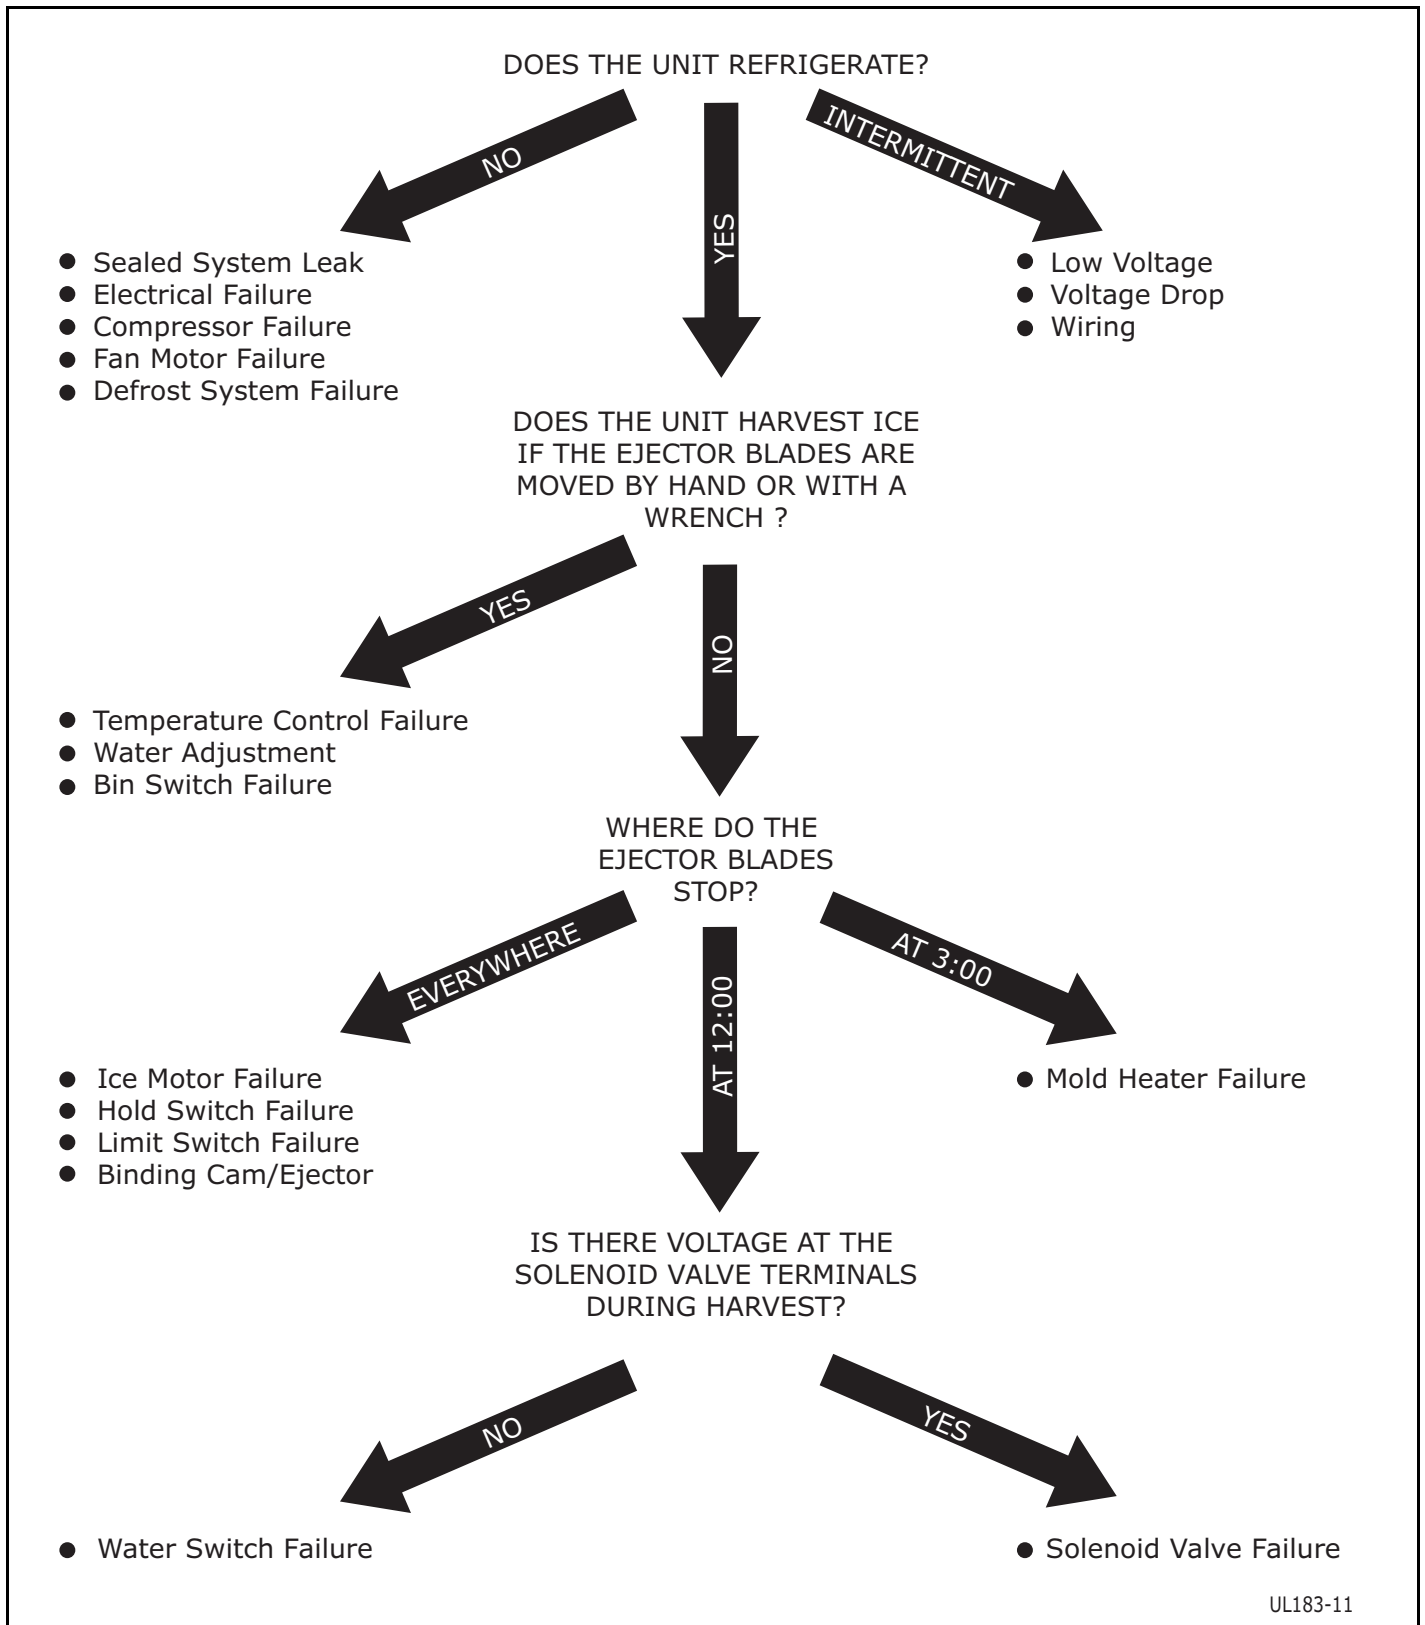 DOES THE UNIT REFRIGERATE?
NO
YES
INTERMITTENT
● Sealed System Leak
● Electrical Failure
● Compressor Failure
● Fan Motor Failure
● Defrost System Failure
● Low Voltage
● Voltage Drop
● Wiring
DOES THE UNIT HARVEST ICE
IF THE EJECTOR BLADES ARE
MOVED BY HAND OR WITH A
WRENCH ?
YES
NO
● Temperature Control Failure
● Water Adjustment
● Bin Switch Failure
WHERE DO THE
EJECTOR BLADES
STOP?
EVERYWHERE
AT 12:00
AT 3:00
● Ice Motor Failure
● Hold Switch Failure
● Limit Switch Failure
● Binding Cam/Ejector
● Mold Heater Failure
IS THERE VOLTAGE AT THE
SOLENOID VALVE TERMINALS
DURING HARVEST?
NO
YES
● Water Switch Failure
● Solenoid Valve Failure
UL183-11